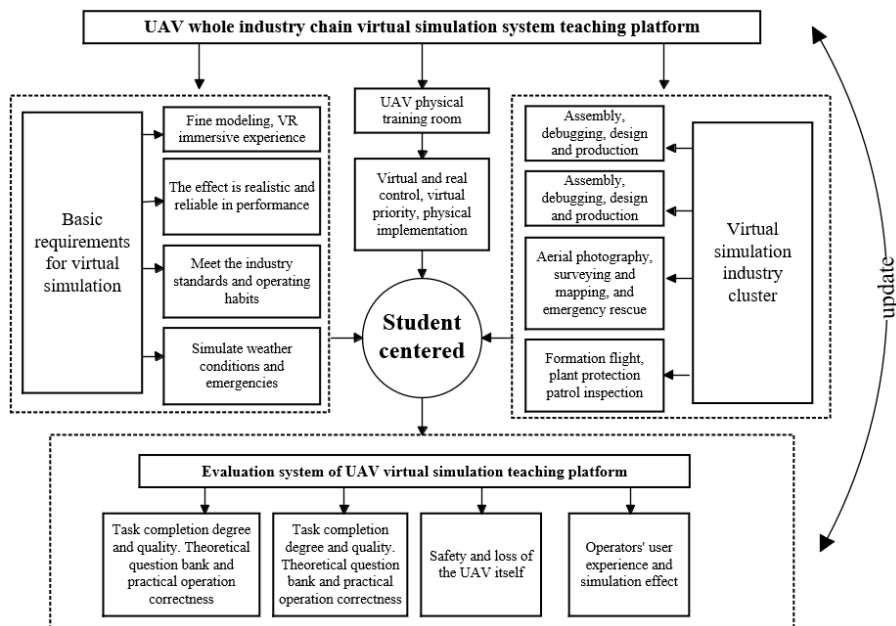 UAV whole industry chain virtual simulation system teaching platform
Basic
requirements
for virtual
simulation
Fine modeling, VR
immersive experience
The effect is realistic and
reliable in performance
Meet the industry
standards and operating
habits
Simulate weather
conditions and
emergencies
UAV physical
training room
Virtual and real
control, virtual
priority, physical
implementation
Student
centered
Assembly,
debugging, design
and production
Assembly,
debugging, design
and production
Aerial photography,
surveying and
mapping, and
emergency rescue
Formation flight,
plant protection
patrol inspection
Virtual
simulation
industry
cluster
update
Evaluation system of UAV virtual simulation teaching platform
Task completion degree
and quality. Theoretical
question bank and
practical operation
correctness
Task completion
degree and quality.
Theoretical question
bank and practical
operation correctness
Safety and loss of
the UAV itself
Operators' user
experience and
simulation effect